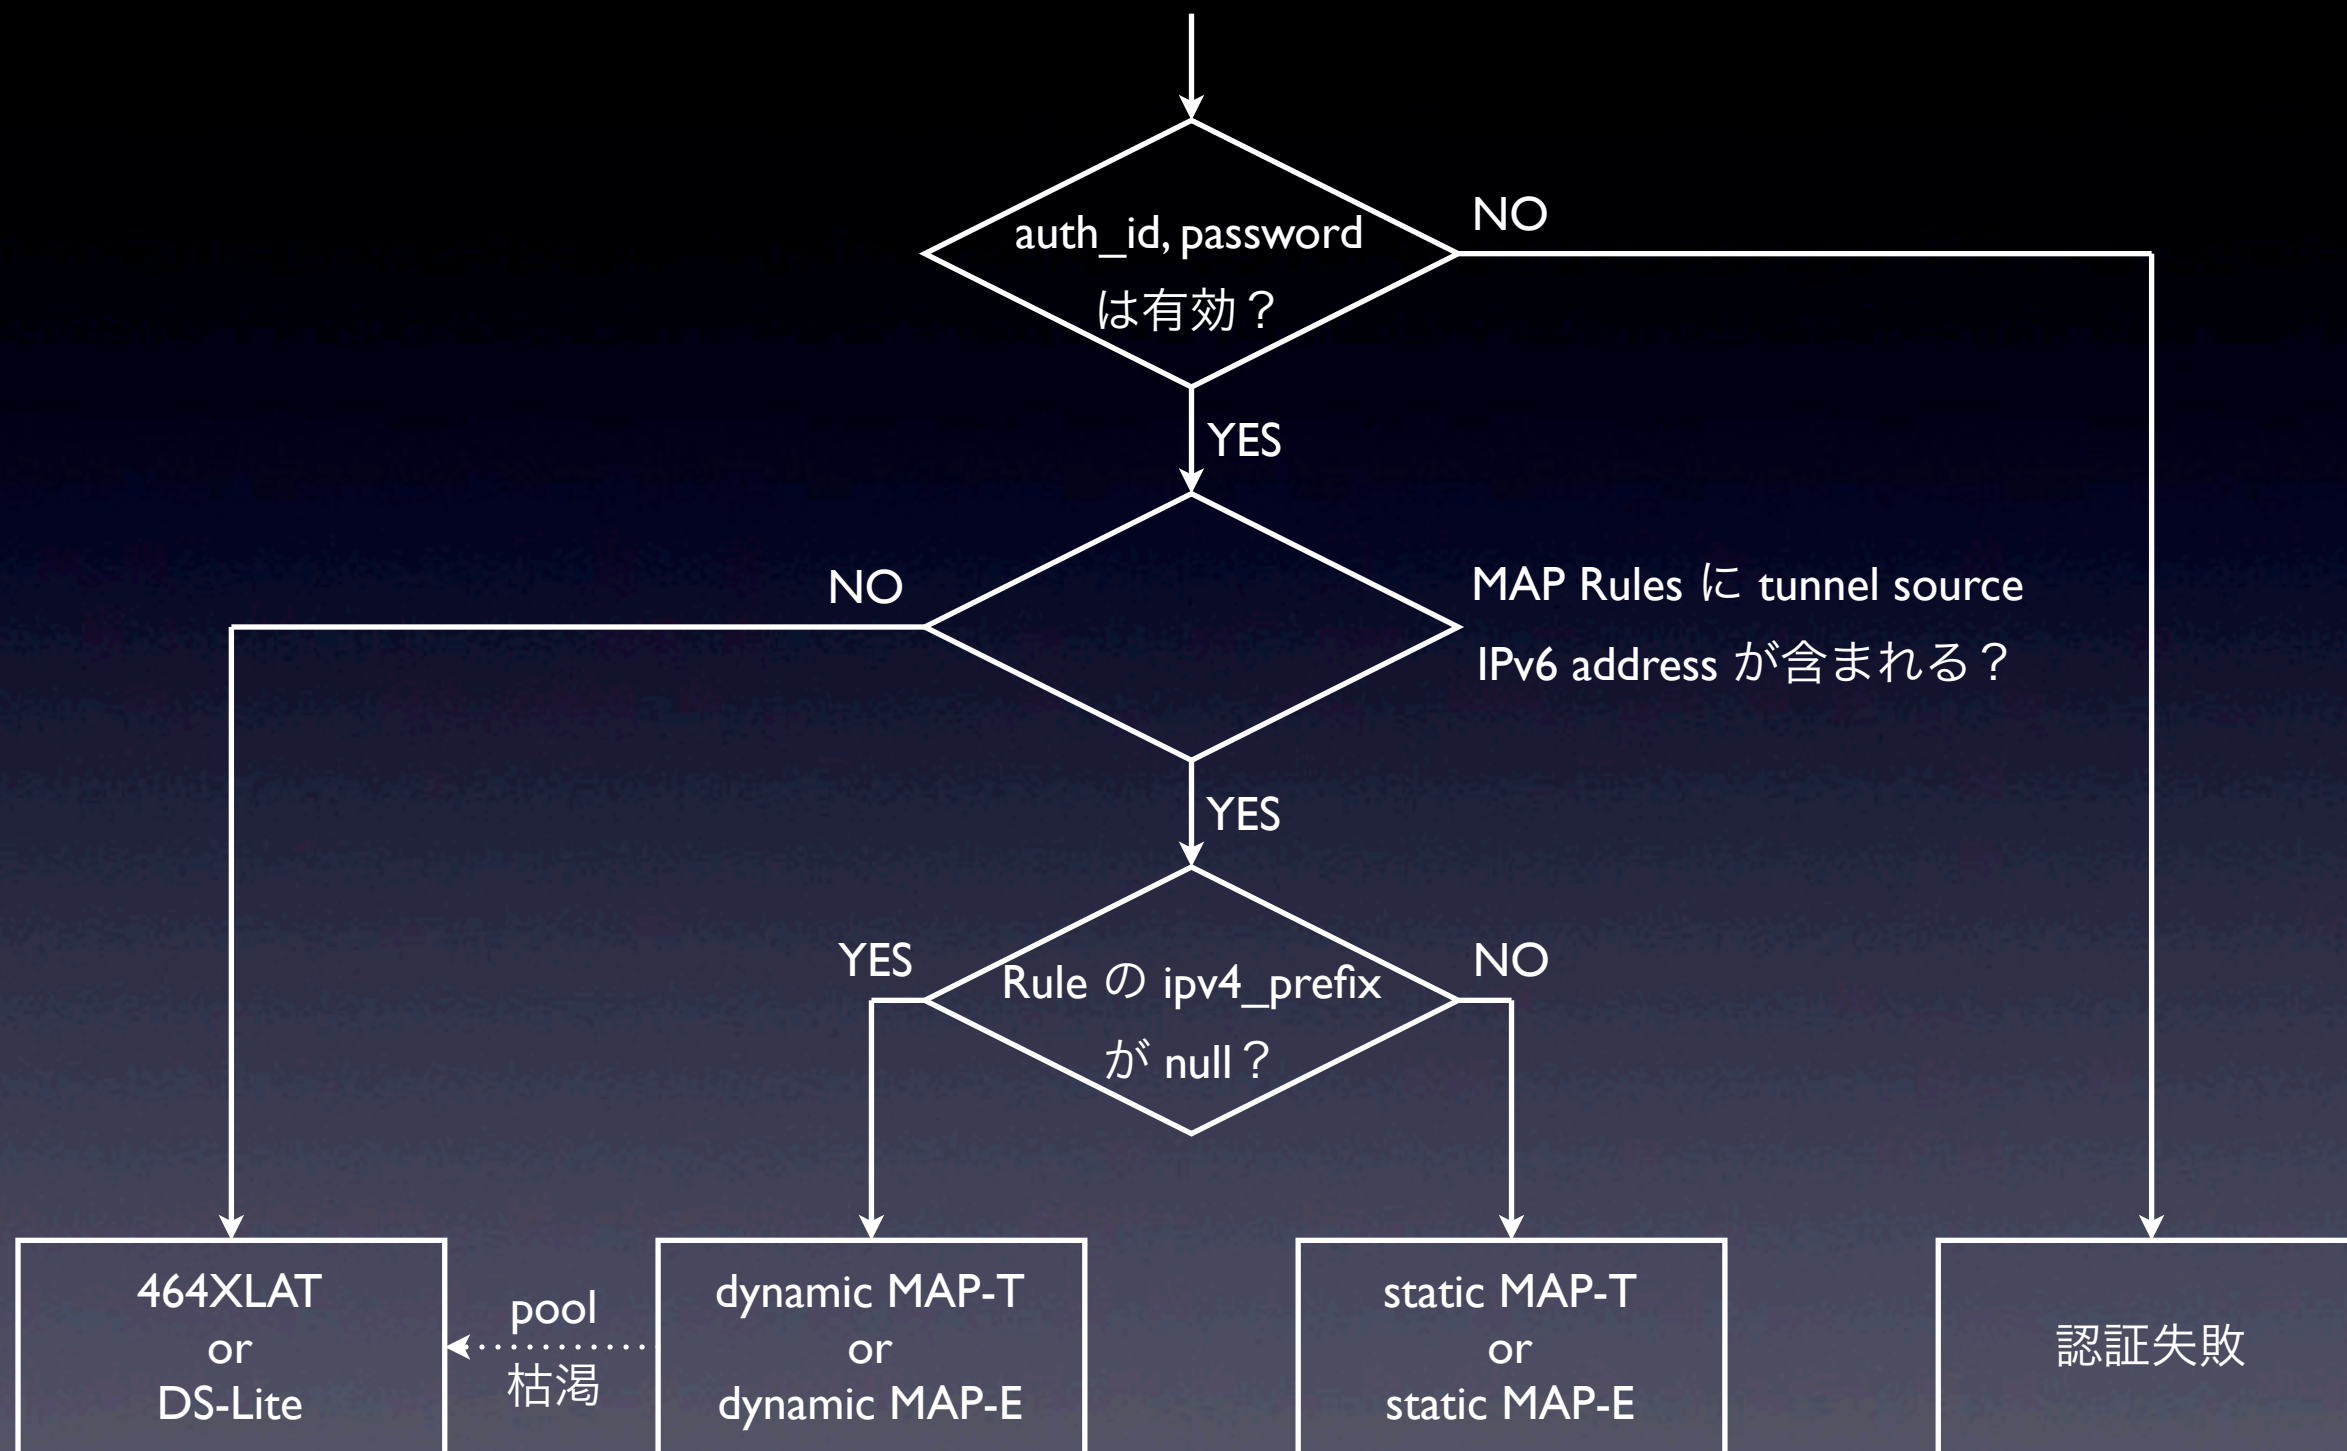 auth_id, password
は有効？
NO
YES
NO
MAP Rules に tunnel source
IPv6 address が含まれる？
YES
YES
Rule の ipv4_prefix
が null？
NO
464XLAT
or
DS-Lite
pool
枯渇
dynamic MAP-T
or
dynamic MAP-E
static MAP-T
or
static MAP-E
認証失敗